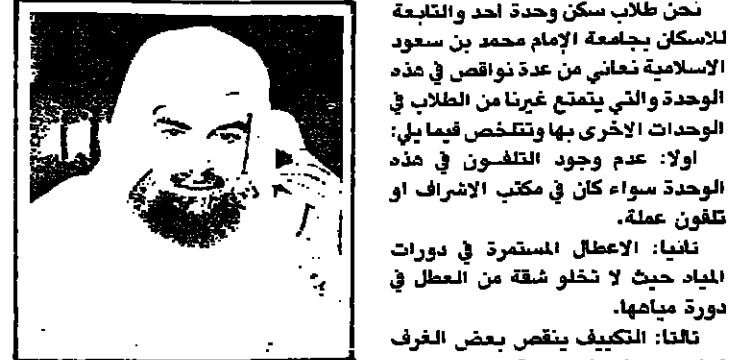 نحن طلاب سكن وحدة احد والتابعة
للاسكان بجامعة الإمام محمد بن سعود
الاسلامية نعاني من عدة نواقص في هذه
الوحدة والتي يتمتع غيرنا من الطلاب في
الوحدات الاخرى بها وتتلخص فيما يلي:
اولا: عدم وجود التلفون في هذه
الوحدة سواء كان في مكتب الاشراف او
تلفون عملة.
ثانيا: الاعطال المستمرة في دورات
المياه حيث لا تخلو شقة من العطل في
دورة مياهها.
ثالثا: التكييف ينقص بعض الغرف